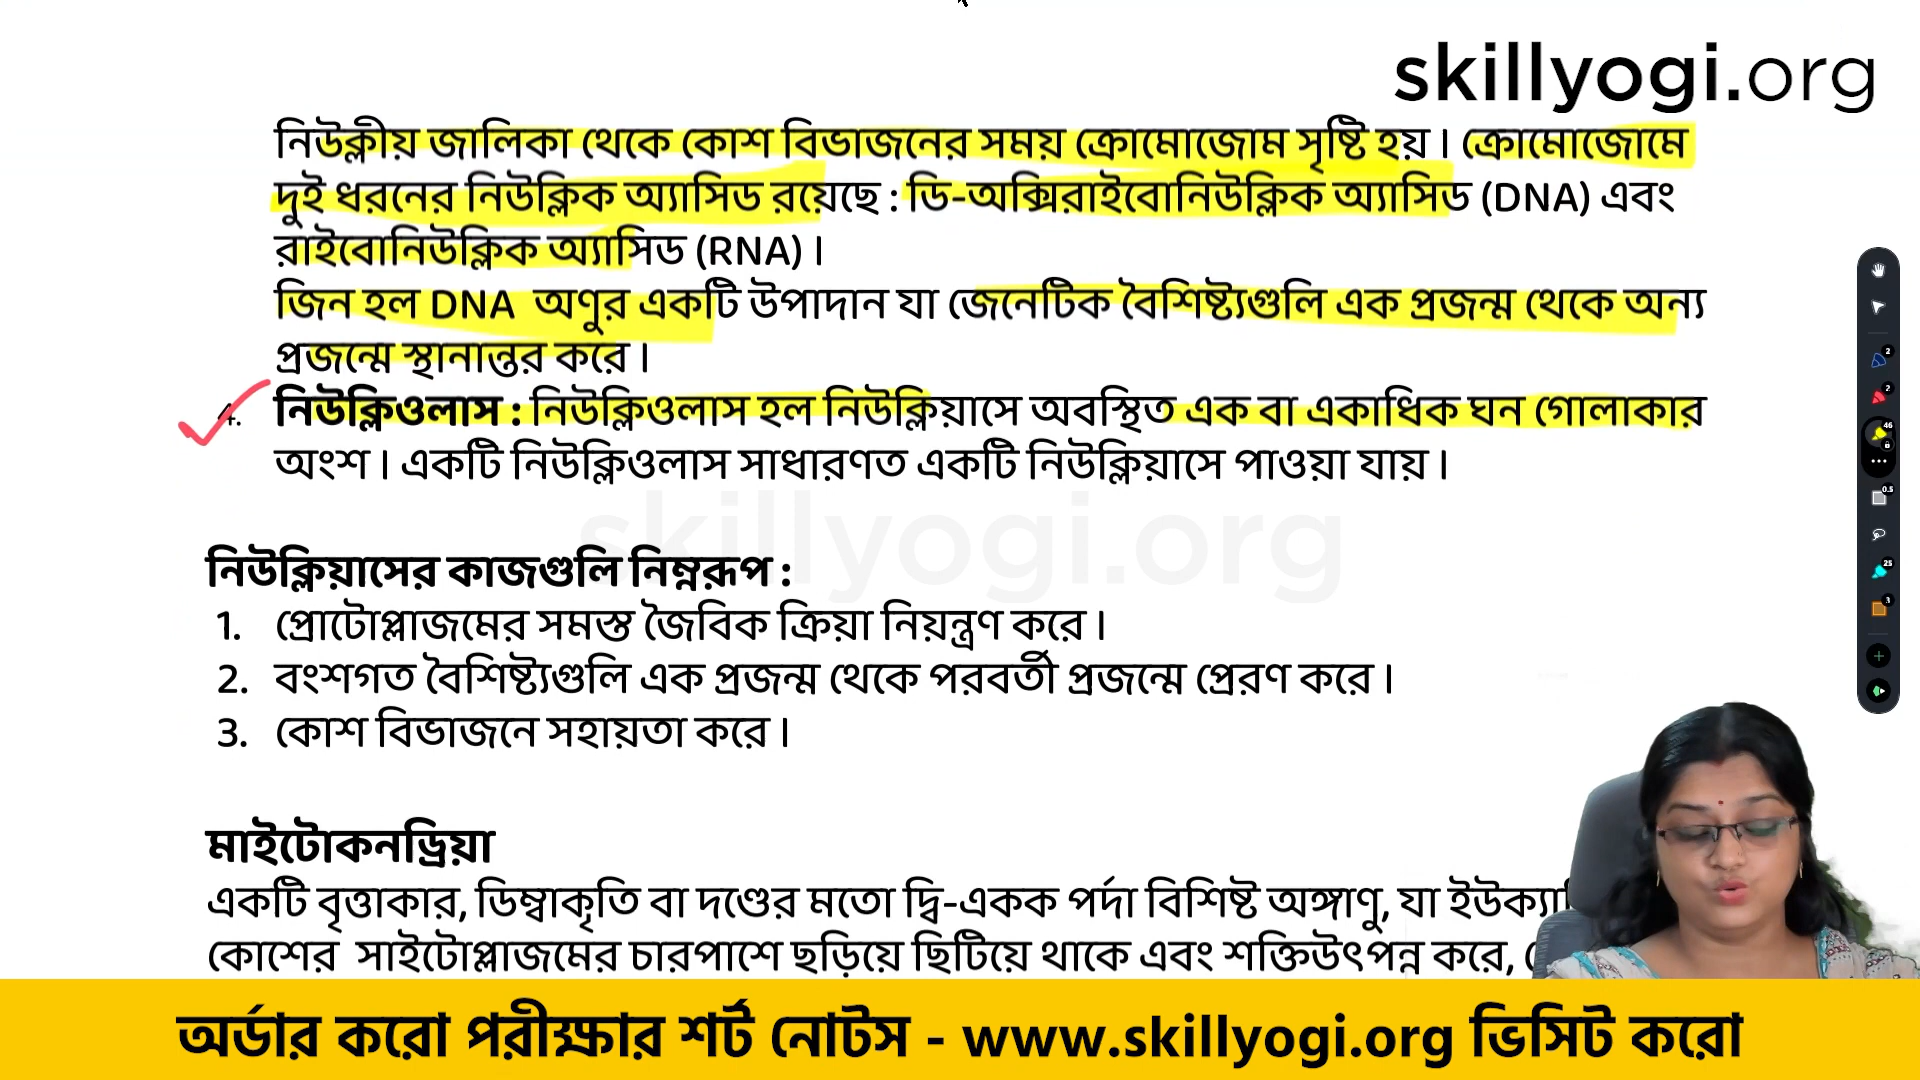 skillyogi.org
নিউক্লীয় জালিকা থেকে কোশ বিভাজনের সময় ক্রোমোজোম সৃষ্টি হয়। ক্রোমোজোমে
দুই ধরনের নিউক্লিক অ্যাসিড রয়েছে : ডি-অক্সিরাইবোনিউক্লিক অ্যাসিড (DNA) এবং
রাইবোনিউক্লিক অ্যাসিড (RNA)।
জিন হল DNA অণুর একটি উপাদান যা জেনেটিক বৈশিষ্ট্যগুলি এক প্রজন্ম থেকে অন্য
প্রজন্মে স্থানান্তর করে।
4. নিউক্লিওলাস : নিউক্লিওলাস হল নিউক্লিয়াসে অবস্থিত এক বা একাধিক ঘন গোলাকার
অংশ। একটি নিউক্লিওলাস সাধারণত একটি নিউক্লিয়াসে পাওয়া যায়।
skillyogi.org
নিউক্লিয়াসের কাজগুলি নিম্নরূপ :
1. প্রোটোপ্লাজমের সমস্ত জৈবিক ক্রিয়া নিয়ন্ত্রণ করে।
2. বংশগত বৈশিষ্ট্যগুলি এক প্রজন্ম থেকে পরবর্তী প্রজন্মে প্রেরণ করে।
3. কোশ বিভাজনে সহায়তা করে।
মাইটোকনড্রিয়া
একটি বৃত্তাকার, ডিম্বাকৃতি বা দণ্ডের মতো দ্বি-একক পর্দা বিশিষ্ট অঙ্গাণু, যা
কোশের সাইটোপ্লাজমের চারপাশে ছড়িয়ে ছিটিয়ে থাকে এবং শক্তিউৎপন্ন করে,
অর্ডার করো পরীক্ষার শর্ট নোটস - www.skillyogi.org ভিসিট করো